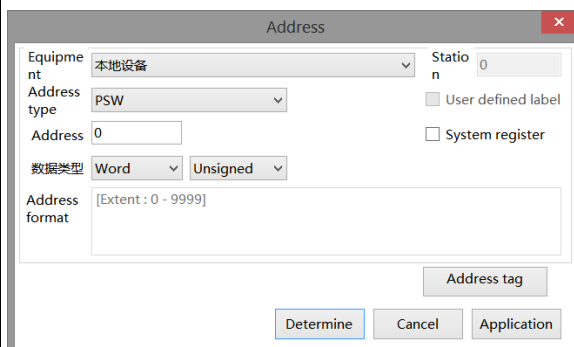 Address
Equipme
nt
本地设备
Statio
n
0
Address
type
PSW
User defined label
Address
0
System register
数据类型
Word
Unsigned
Address
format
[Extent : 0 - 9999]
Address tag
Determine
Cancel
Application